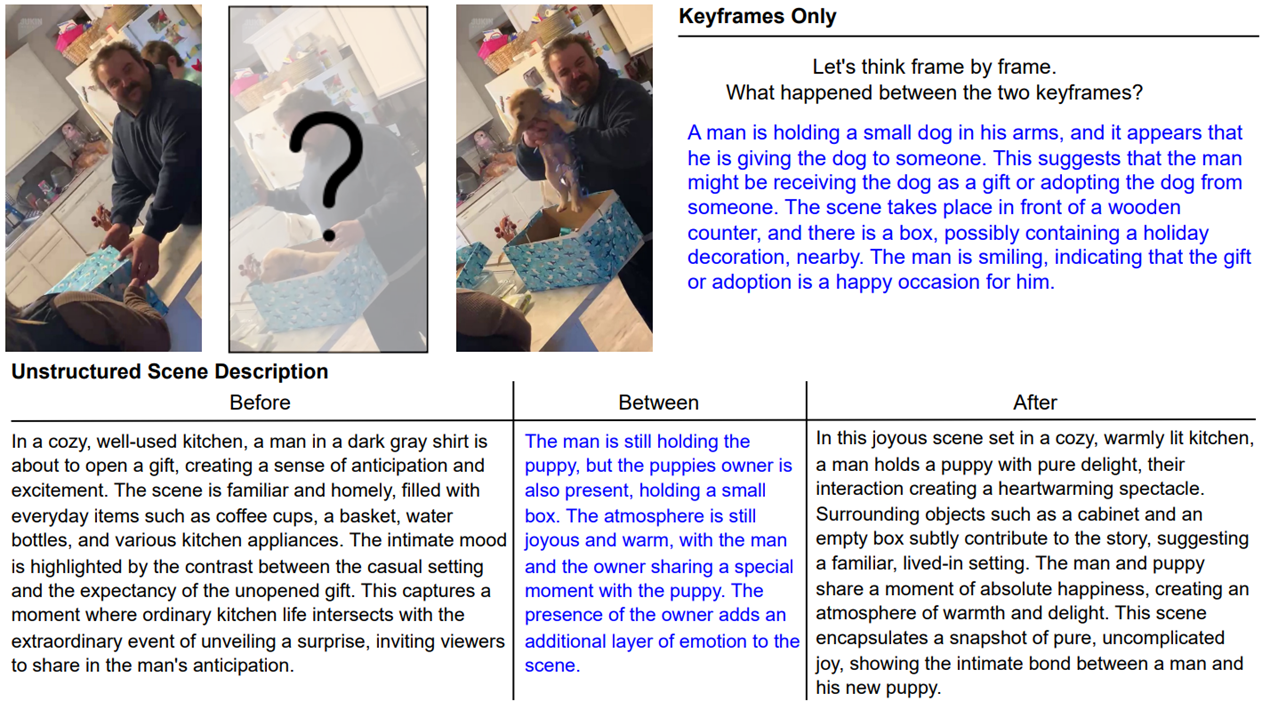 Keyframes Only
Let's think frame by frame.
What happened between the two keyframes?
A man is holding a small dog in his arms, and it appears that
he is giving the dog to someone. This suggests that the man
might be receiving the dog as a gift or adopting the dog from
someone. The scene takes place in front of a wooden
counter, and there is a box, possibly containing a holiday
decoration, nearby. The man is smiling, indicating that the gift
or adoption is a happy occasion for him.
?
Unstructured Scene Description
Before
In a cozy, well-used kitchen, a man in a dark gray shirt is
about to open a gift, creating a sense of anticipation and
excitement. The scene is familiar and homely, filled with
everyday items such as coffee cups, a basket, water
bottles, and various kitchen appliances. The intimate mood
is highlighted by the contrast between the casual setting
and the expectancy of the unopened gift. This captures a
moment where ordinary kitchen life intersects with the
extraordinary event of unveiling a surprise, inviting viewers
to share in the man's anticipation.
Between
The man is still holding the
puppy, but the puppies owner is
also present, holding a small
box. The atmosphere is still
joyous and warm, with the man
and the owner sharing a special
moment with the puppy. The
presence of the owner adds an
additional layer of emotion to the
scene.
After
In this joyous scene set in a cozy, warmly lit kitchen,
a man holds a puppy with pure delight, their
interaction creating a heartwarming spectacle.
Surrounding objects such as a cabinet and an
empty box subtly contribute to the story, suggesting
a familiar, lived-in setting. The man and puppy
share a moment of absolute happiness, creating an
atmosphere of warmth and delight. This scene
encapsulates a snapshot of pure, uncomplicated
joy, showing the intimate bond between a man and
his new puppy.